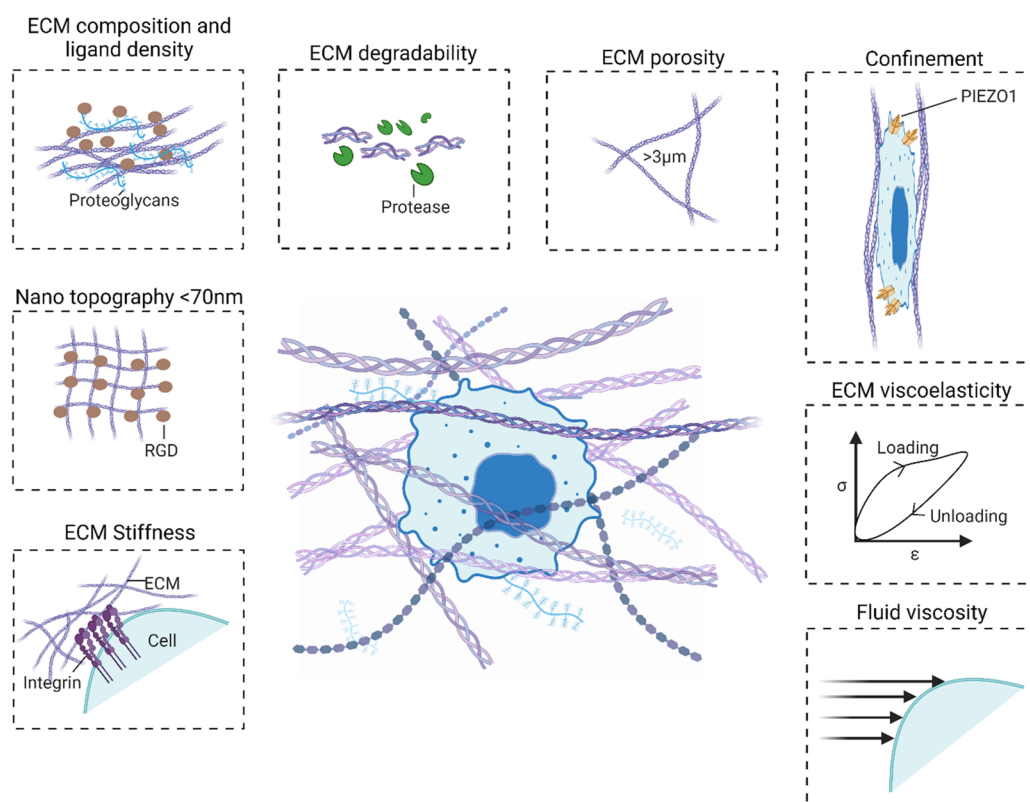 ECM composition and
ligand density
Proteoglycans
ECM degradability
Protease
ECM porosity
>3µm
Confinement
PIEZO1
Nano topography <70nm
RGD
ECM viscoelasticity
Loading
σ
Unloading
ε
ECM Stiffness
ECM
Cell
Integrin
Fluid viscosity